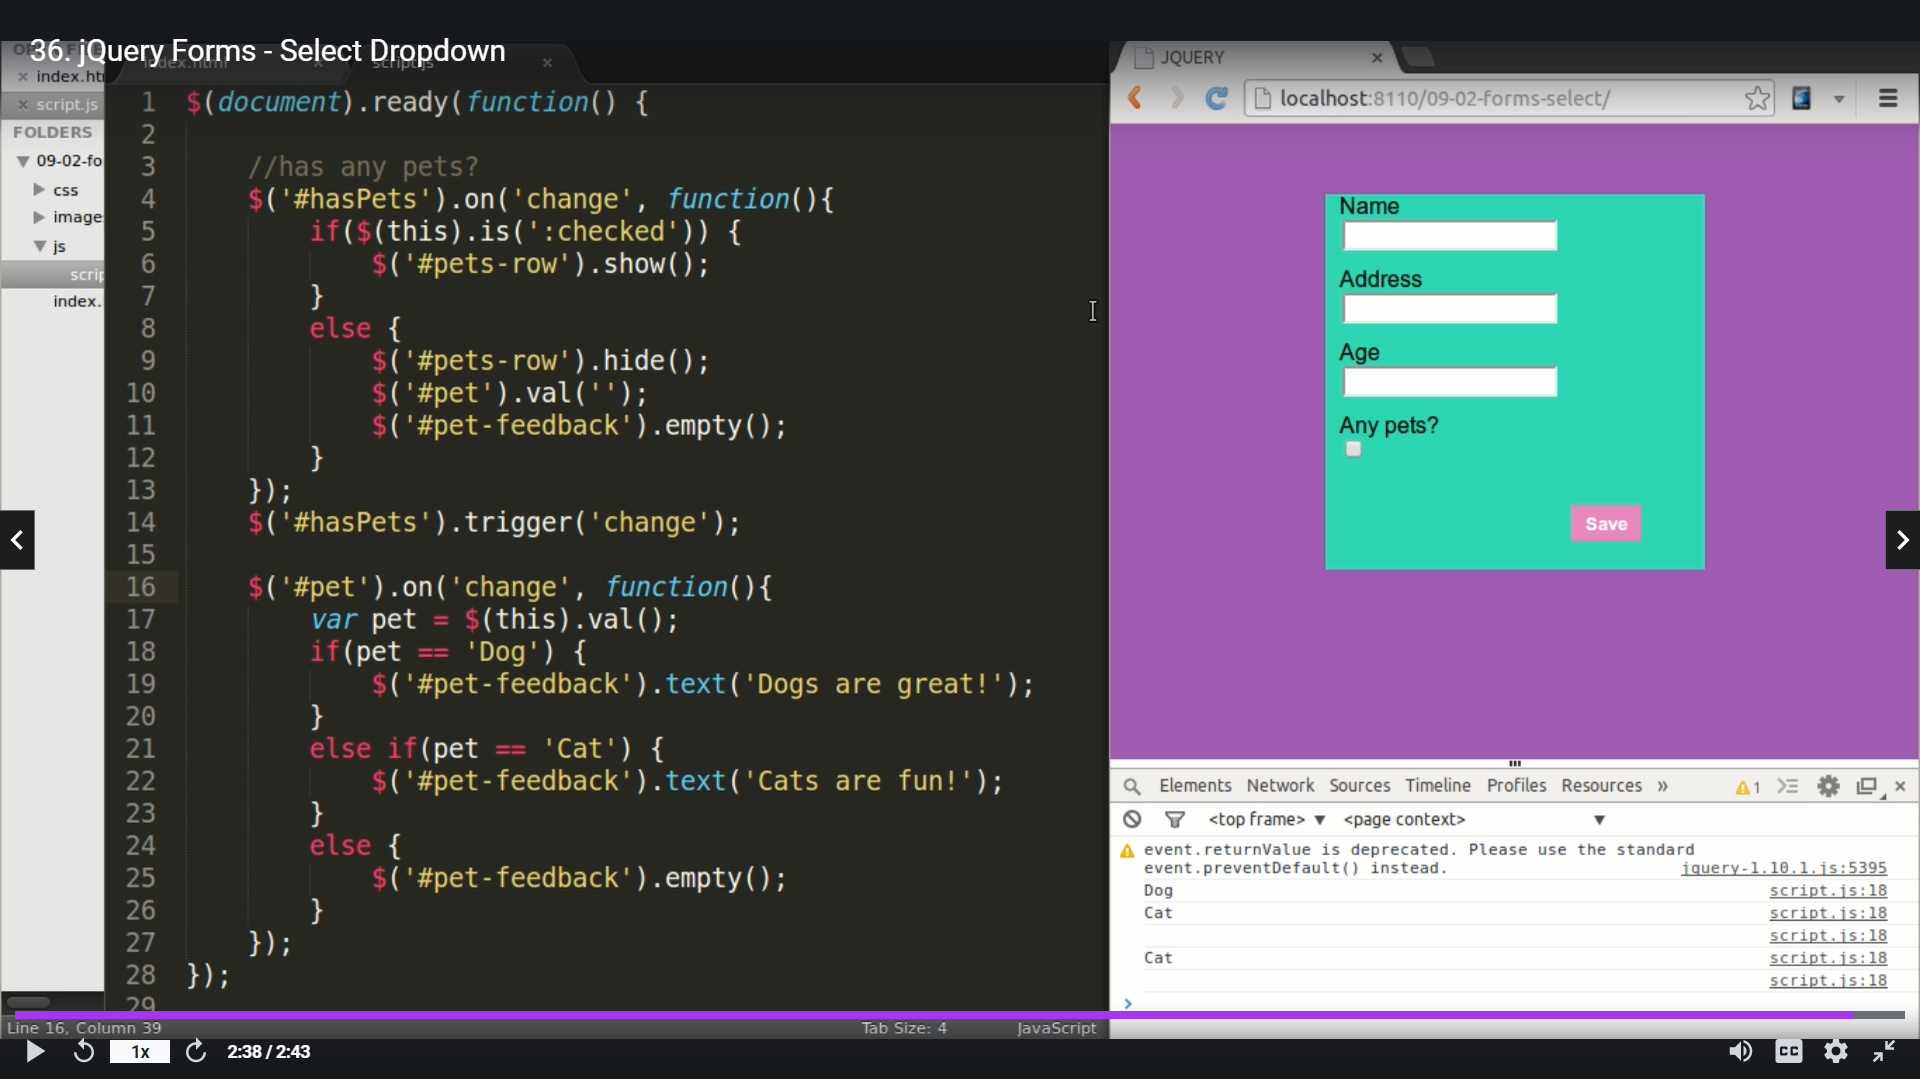 36. jQuery Forms - Select Dropdown
index.html
script.js
index.ht
script.js
FOLDERS
09-02-fo
css
image
js
scrip
index.
1 $(document).ready(function() {
2
3 //has any pets?
4 $('#hasPets').on('change', function(){
5 if($(this).is(':checked')) {
6 $('#pets-row').show();
7 }
8 else {
9 $('#pets-row').hide();
10 $('#pet').val('');
11 $('#pet-feedback').empty();
12 }
13 });
14 $('#hasPets').trigger('change');
15
16 $('#pet').on('change', function(){
17 var pet = $(this).val();
18 if(pet == 'Dog') {
19 $('#pet-feedback').text('Dogs are great!');
20 }
21 else if(pet == 'Cat') {
22 $('#pet-feedback').text('Cats are fun!');
23 }
24 else {
25 $('#pet-feedback').empty();
26 }
27 });
28 });
29
Line 16, Column 39 Tab Size: 4 JavaScript
JQUERY
localhost:8110/09-02-forms-select/
Name
Address
Age
Any pets?
Save
Elements Network Sources Timeline Profiles Resources » 1
<top frame> <page context>
event.returnValue is deprecated. Please use the standard
event.preventDefault() instead. jquery-1.10.1.js:5395
Dog script.js:18
Cat script.js:18
script.js:18
Cat script.js:18
script.js:18
1x 2:38 / 2:43 CC